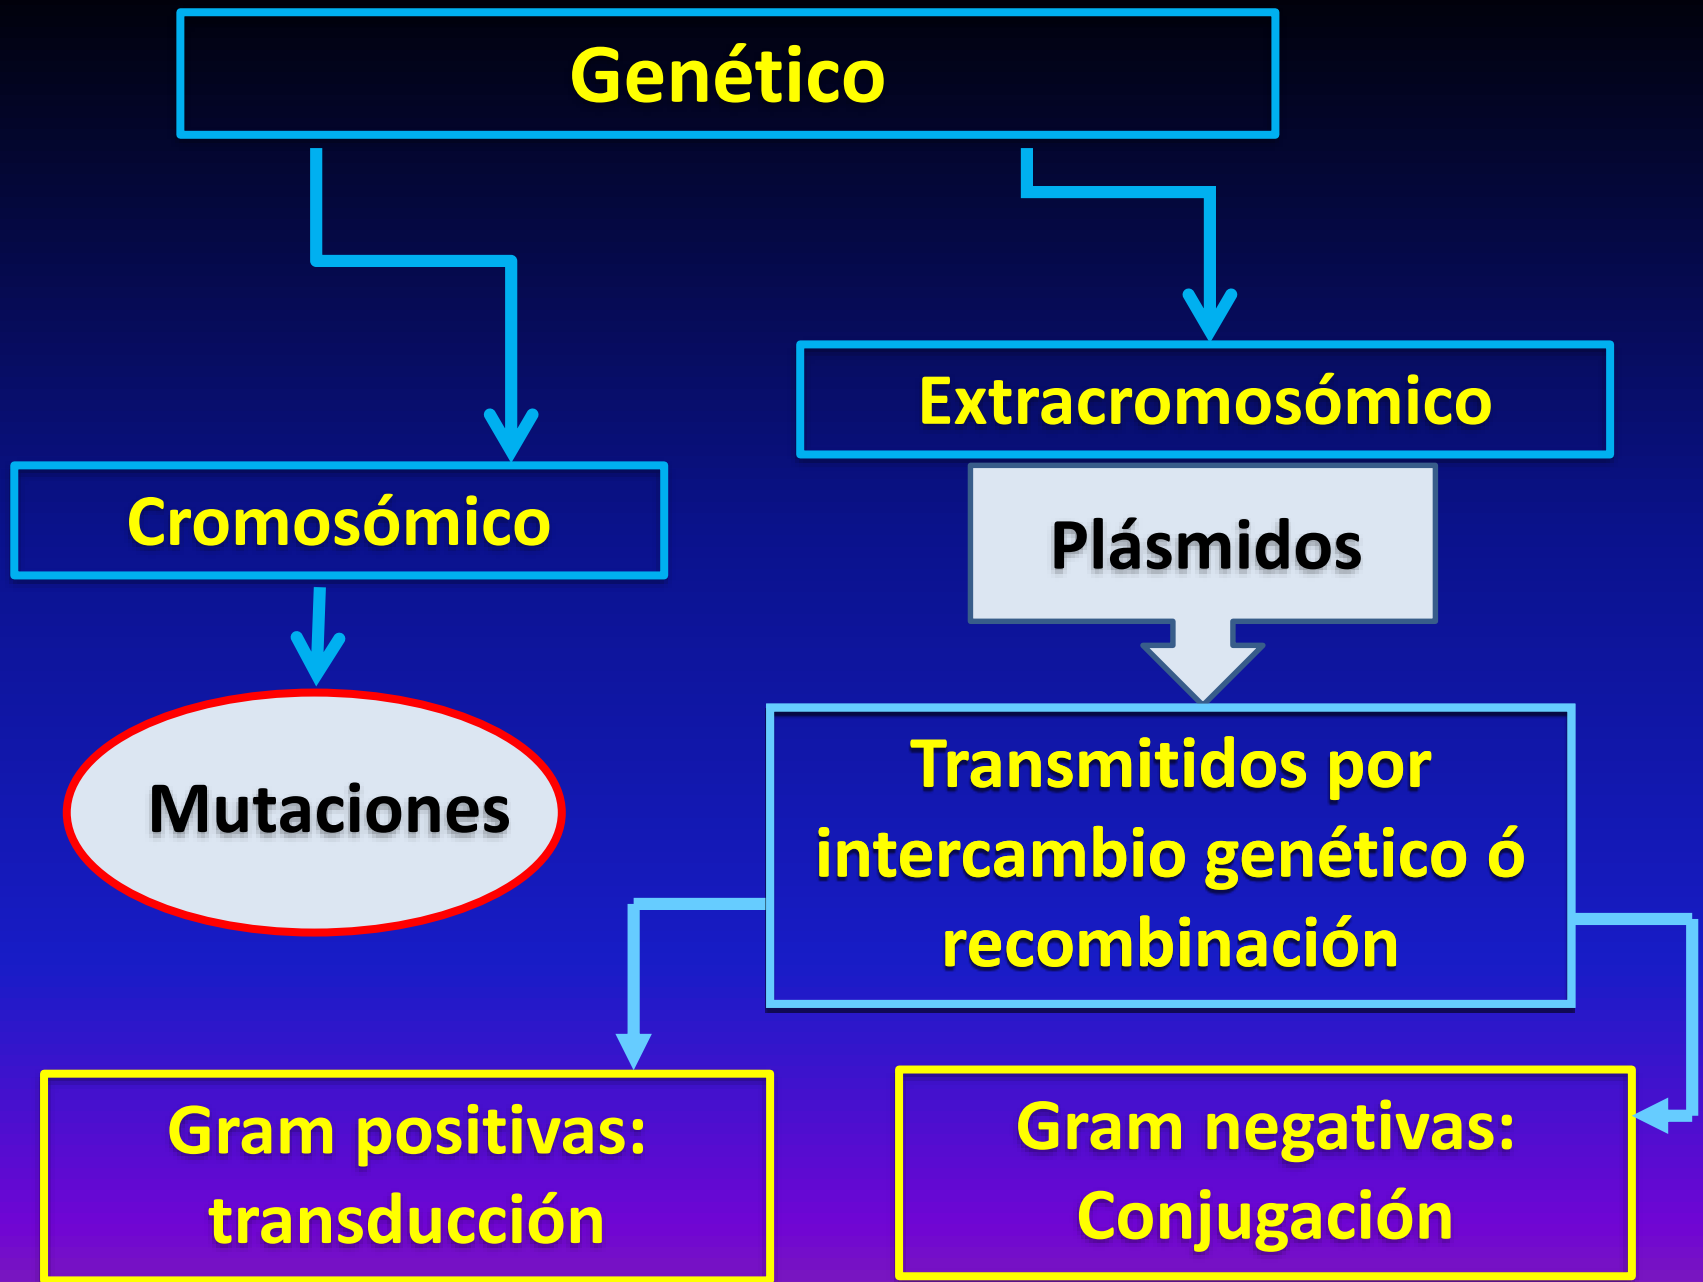 Genético
Extracromosómico
Cromosómico
Plásmidos
Mutaciones
Transmitidos por
intercambio genético ó
recombinación
Gram positivas:
transducción
Gram negativas:
Conjugación